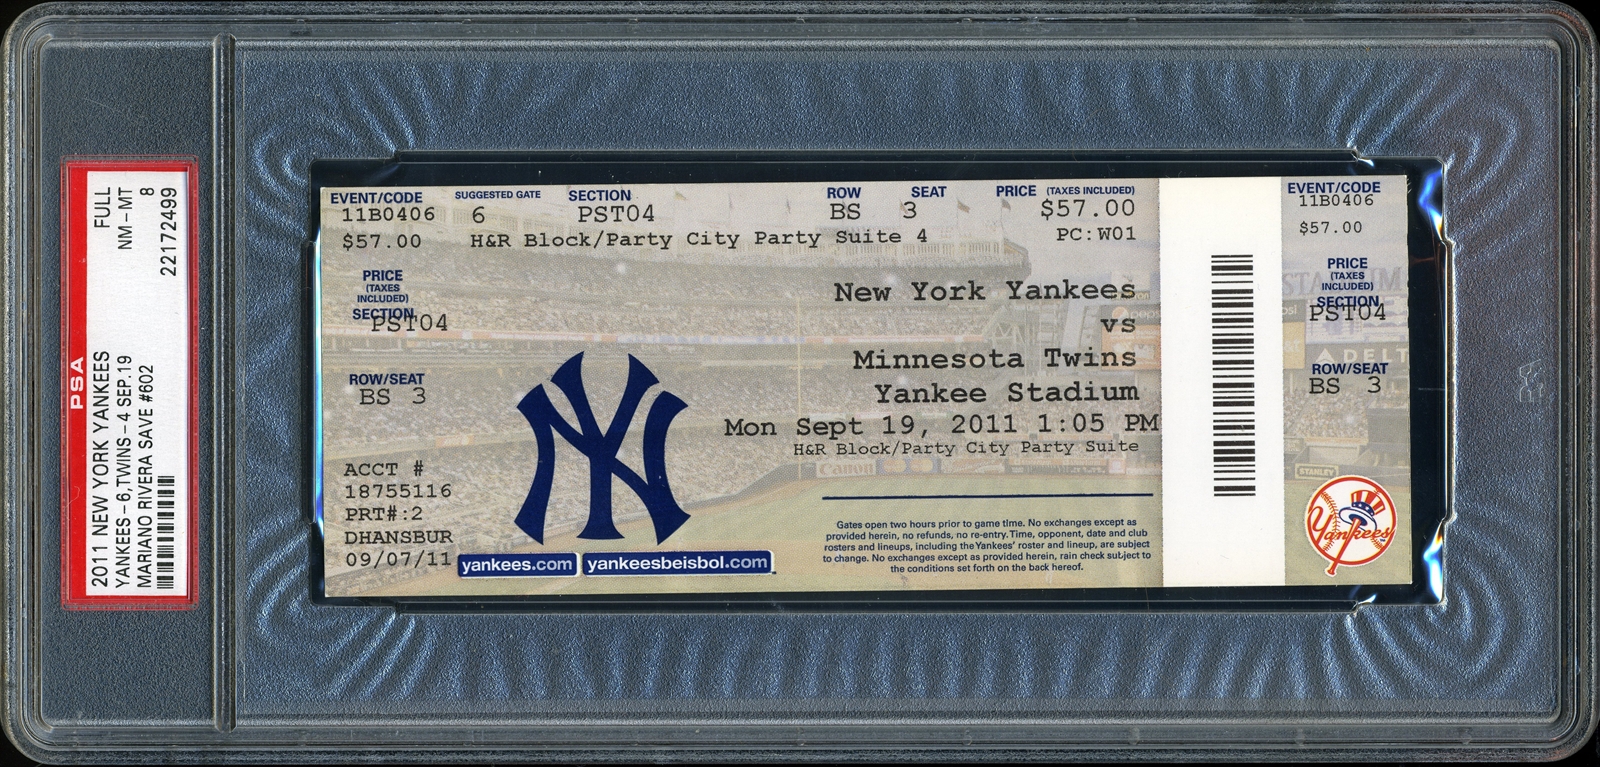 PSA
2011 NEW YORK YANKEES FULL
YANKEES-6,TWINS-4 SEP.19 NM-MT
MARIANO RIVERA SAVE #602 8
22172499
EVENT/CODE SUGGESTED GATE SECTION ROW SEAT PRICE (TAXES INCLUDED)
11B0406 6 PST04 BS 3 $57.00
$57.00 H&R Block/Party City Party Suite 4 PC:W01
PRICE
(TAXES
INCLUDED)
SECTION
PST04
ROW/SEAT
BS 3
ACCT #
18755116
PRT#:2
DHANSBUR
09/07/11
NY
yankees.com yankeesbeisbol.com
New York Yankees
vs
Minnesota Twins
Yankee Stadium
Mon Sept 19, 2011 1:05 PM
H&R Block/Party City Party Suite
Canon
Gates open two hours prior to game time. No exchanges except as
provided herein, no refunds, no re-entry. Time, opponent, date and club
rosters and lineups, including the Yankees' roster and lineup, are subject
to change. No exchanges except as provided herein, rain check subject to
the conditions set forth on the back hereof.
EVENT/CODE
11B0406
$57.00
PRICE
(TAXES
INCLUDED)
SECTION
PST04
STADIUM
pepsi
DELT
ROW/SEAT
BS 3
STANLEY
Yankees